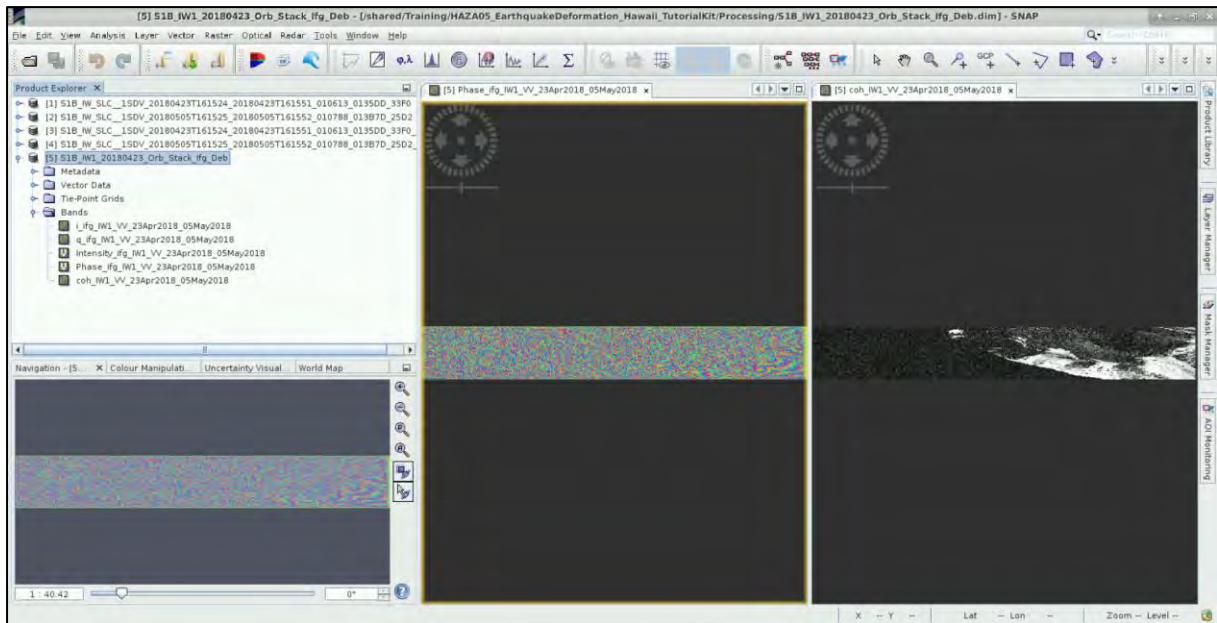 [5] S1B_IW1_20180423_Orb_Stack_Ifg_Deb - [/shared/Training/HAZA05_EarthquakeDeformation_Hawaii_TutorialKit/Processing/S1B_IW1_20180423_Orb_Stack_Ifg_Deb.dim] - SNAP
File Edit View Analysis Layer Vector Raster Optical Radar Tools Window Help
GCP
Product Explorer X
[5] Phase_ifg_IW1_VV_23Apr2018_05May2018 x
[5] coh_IW1_VV_23Apr2018_05May2018 x
[1] S1B_IW_SLC__1SDV_20180423T161524_20180423T161551_010613_0135DD_33F0
[2] S1B_IW_SLC__1SDV_20180505T161525_20180505T161552_010788_013B7D_25D2
[3] S1B_IW_SLC__1SDV_20180423T161524_20180423T161551_010613_0135DD_33F0_
[4] S1B_IW_SLC__1SDV_20180505T161525_20180505T161552_010788_013B7D_25D2_
[5] S1B_IW1_20180423_Orb_Stack_Ifg_Deb
Metadata
Vector Data
Tie-Point Grids
Bands
i_ifg_IW1_VV_23Apr2018_05May2018
q_ifg_IW1_VV_23Apr2018_05May2018
Intensity_ifg_IW1_VV_23Apr2018_05May2018
Phase_ifg_IW1_VV_23Apr2018_05May2018
coh_IW1_VV_23Apr2018_05May2018
Product Library
Layer Manager
Mask Manager
AOI Monitoring
Navigation - [5... X Colour Manipulati... Uncertainty Visual... World Map
1 : 40.42
0°
X -- Y -- Lat -- Lon -- Zoom -- Level --